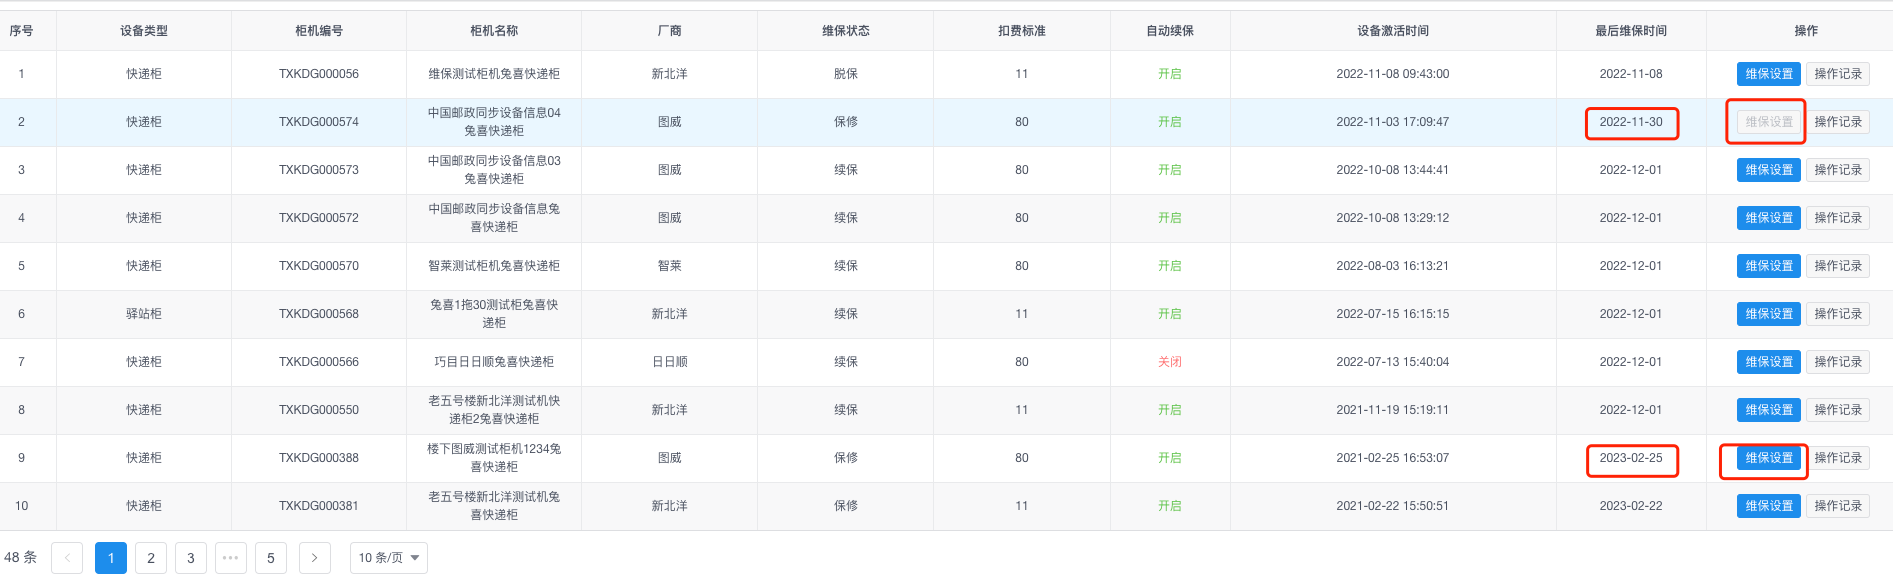 序号 设备类型 柜机编号 柜机名称 厂商 维保状态 扣费标准 自动续保 设备激活时间 最后维保时间 操作
1 快递柜 TXKDG000056 维保测试柜机兔喜快递柜 新北洋 脱保 11 开启 2022-11-08 09:43:00 2022-11-08 维保设置 操作记录
2 快递柜 TXKDG000574 中国邮政同步设备信息04 图威 保修 80 开启 2022-11-03 17:09:47 2022-11-30 维保设置 操作记录
兔喜快递柜
3 快递柜 TXKDG000573 中国邮政同步设备信息03 图威 续保 80 开启 2022-10-08 13:44:41 2022-12-01 维保设置 操作记录
兔喜快递柜
4 快递柜 TXKDG000572 中国邮政同步设备信息兔 图威 续保 80 开启 2022-10-08 13:29:12 2022-12-01 维保设置 操作记录
喜快递柜
5 快递柜 TXKDG000570 智莱测试柜机兔喜快递柜 智莱 续保 80 开启 2022-08-03 16:13:21 2022-12-01 维保设置 操作记录
6 驿站柜 TXKDG000568 兔喜1拖30测试柜兔喜快 新北洋 续保 11 开启 2022-07-15 16:15:15 2022-12-01 维保设置 操作记录
递柜
7 快递柜 TXKDG000566 巧目日日顺兔喜快递柜 日日顺 续保 80 关闭 2022-07-13 15:40:04 2022-12-01 维保设置 操作记录
8 快递柜 TXKDG000550 老五号楼新北洋测试机快 新北洋 续保 11 开启 2021-11-19 15:19:11 2022-12-01 维保设置 操作记录
递柜2兔喜快递柜
9 快递柜 TXKDG000388 楼下图威测试柜机1234兔 图威 保修 80 开启 2021-02-25 16:53:07 2023-02-25 维保设置 操作记录
喜快递柜
10 快递柜 TXKDG000381 老五号楼新北洋测试机兔 新北洋 保修 11 开启 2021-02-22 15:50:51 2023-02-22 维保设置 操作记录
喜快递柜
48 条 < 1 2 3 ••• 5 > 10 条/页